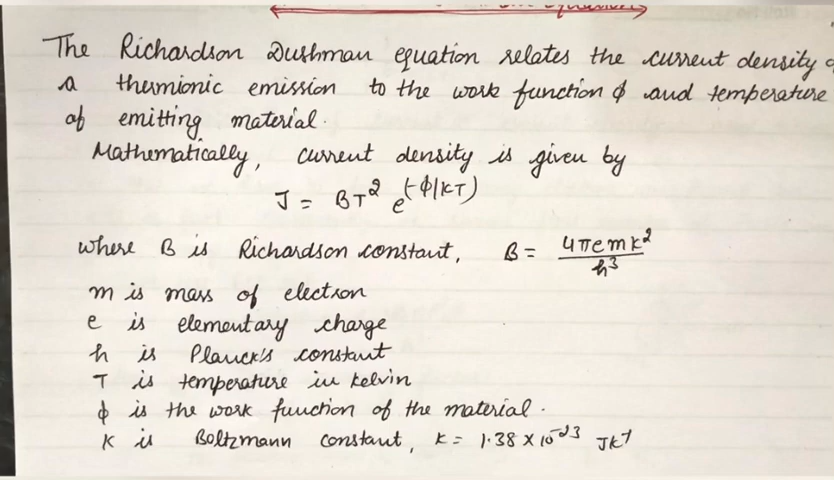 equation
The Richardson Dushman equation relates the current density
a thermionic emission to the work function ϕ and temperature
of emitting material.
Mathematically, current density is given by
J = BT² e^(-ϕ/KT)
where B is Richardson constant, B = 4πemk²/h³
m is mass of electron
e is elementary charge
h is Planck's constant
T is temperature in kelvin
ϕ is the work function of the material.
K is Boltzmann constant, K = 1.38 × 10⁻²³ JK⁻¹